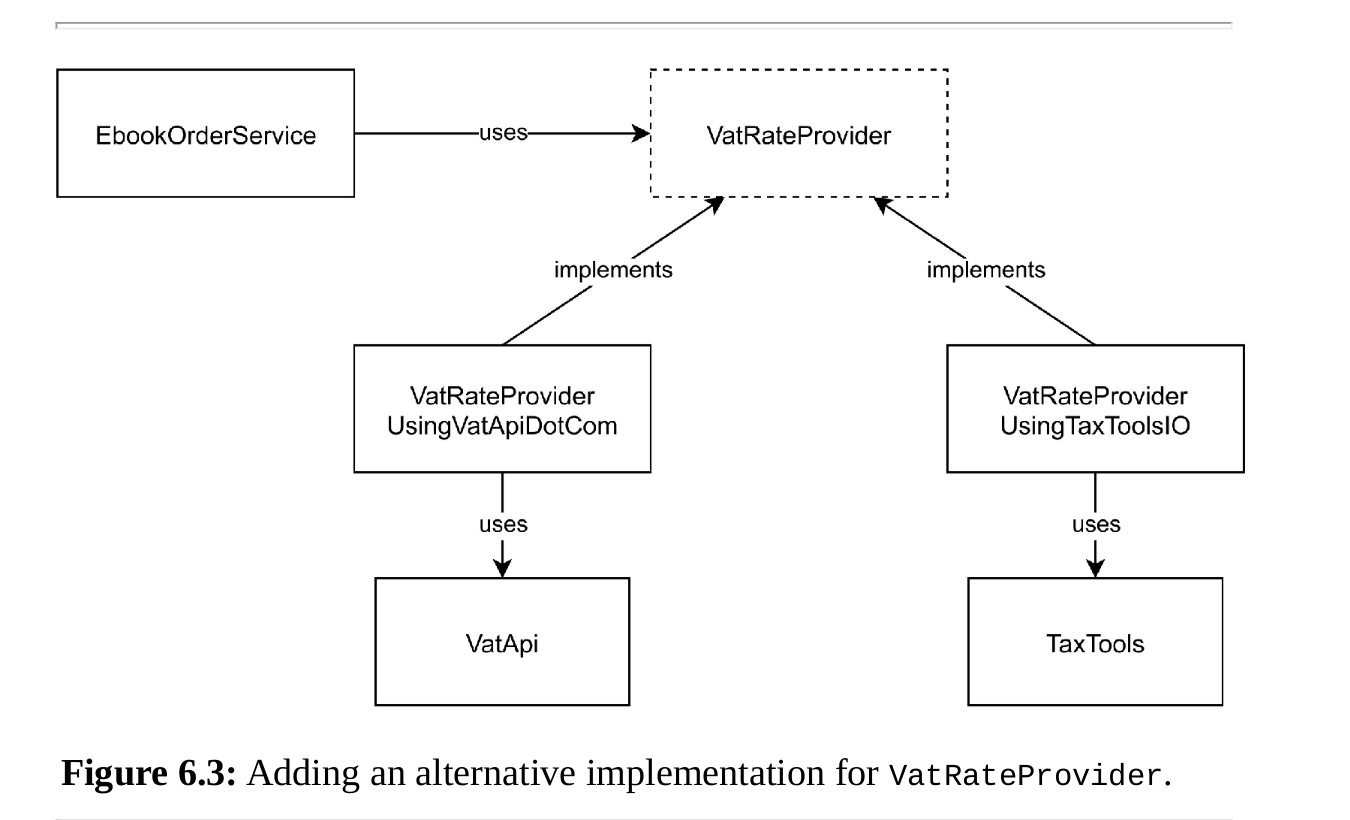 EbookOrderService
uses
VatRateProvider
implements
implements
VatRateProvider
UsingVatApiDotCom
VatRateProvider
UsingTaxToolsIO
uses
uses
VatApi
TaxTools
Figure 6.3: Adding an alternative implementation for VatRateProvider.